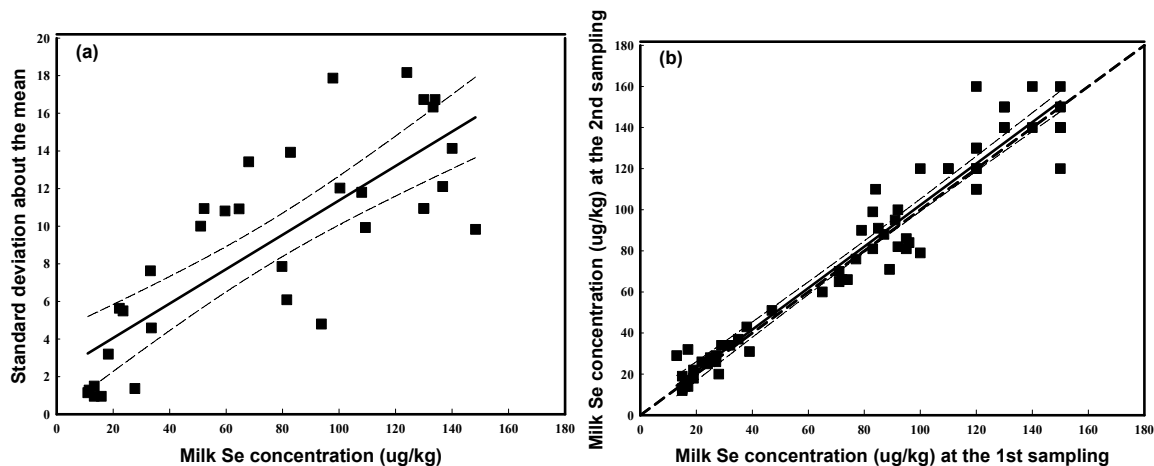 (a)
Standard deviation about the mean
20
18
16
14
12
10
8
6
4
2
0
0 20 40 60 80 100 120 140 160 180
Milk Se concentration (ug/kg)
(b)
Milk Se concentration (ug/kg) at the 2nd sampling
180
160
140
120
100
80
60
40
20
0
0 20 40 60 80 100 120 140 160 180
Milk Se concentration (ug/kg) at the 1st sampling